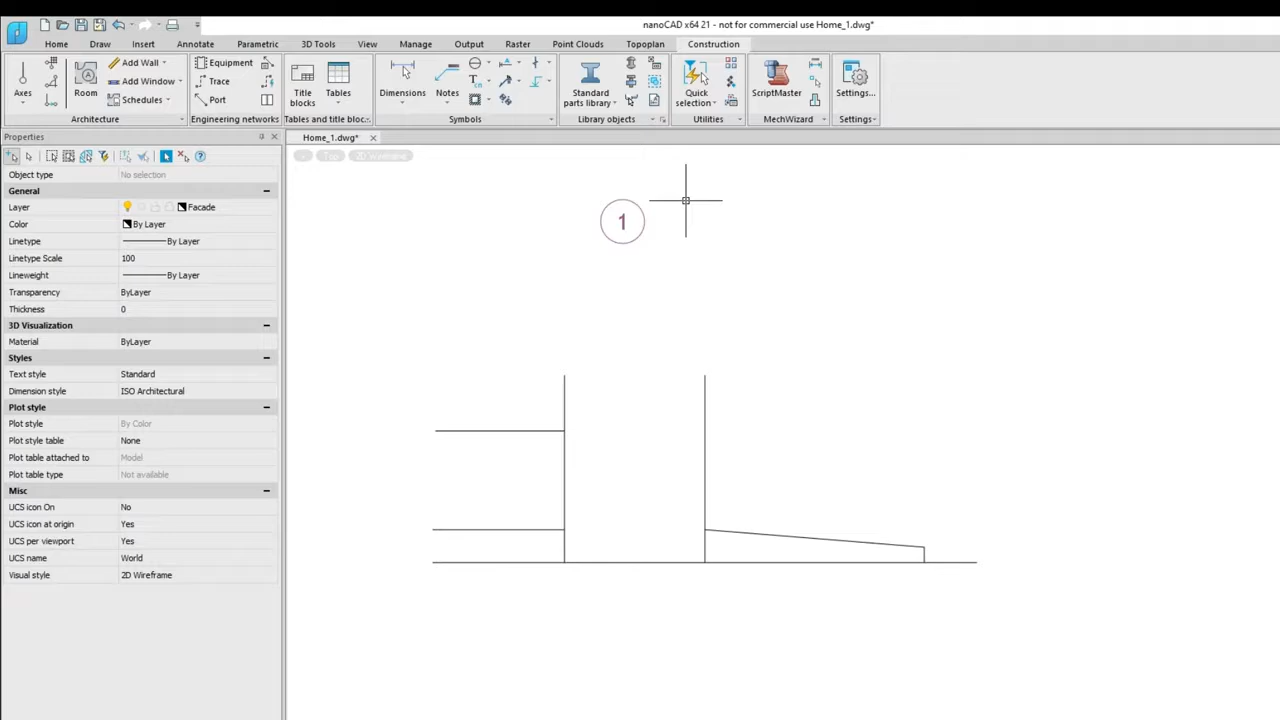 nanoCAD x64 21 - not for commercial use Home_1.dwg*
Home Draw Insert Annotate Parametric 3D Tools View Manage Output Raster Point Clouds Topoplan Construction
Axes
Room
Add Wall
Add Window
Schedules
Architecture
Equipment
Trace
Port
Engineering networks
Title blocks
Tables
Tables and title bloc..
Dimensions
Notes
Symbols
Standard parts library
Library objects
Quick selection
Utilities
ScriptMaster
MechWizard
Settings...
Settings
Properties
Home_1.dwg*
Top
2D Wireframe
Object type No selection
General
Layer Facade
Color By Layer
Linetype By Layer
Linetype Scale 100
Lineweight By Layer
Transparency ByLayer
Thickness 0
3D Visualization
Material ByLayer
Styles
Text style Standard
Dimension style ISO Architectural
Plot style
Plot style By Color
Plot style table None
Plot table attached to Model
Plot table type Not available
Misc
UCS icon On No
UCS icon at origin Yes
UCS per viewport Yes
UCS name World
Visual style 2D Wireframe
1